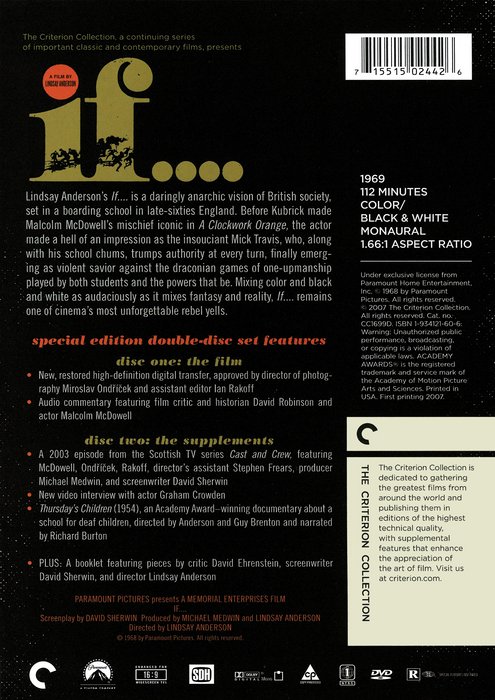 The Criterion Collection, a continuing series
of important classic and contemporary films, presents
A FILM BY
LINDSAY ANDERSON
if....
7 15515 02442 6
Lindsay Anderson's If.... is a daringly anarchic vision of British society,
set in a boarding school in late-sixties England. Before Kubrick made
Malcolm McDowell's mischief iconic in A Clockwork Orange, the actor
made a hell of an impression as the insouciant Mick Travis, who, along
with his school chums, trumps authority at every turn, finally emerg-
ing as violent savior against the draconian games of one-upmanship
played by both students and the powers that be. Mixing color and black
and white as audaciously as it mixes fantasy and reality, If.... remains
one of cinema's most unforgettable rebel yells.
special edition double-disc set features
disc one: the film
• New, restored high-definition digital transfer, approved by director of photog-
raphy Miroslav Ondříček and assistant editor Ian Rakoff
• Audio commentary featuring film critic and historian David Robinson and
actor Malcolm McDowell
disc two: the supplements
• A 2003 episode from the Scottish TV series Cast and Crew, featuring
McDowell, Ondříček, Rakoff, director's assistant Stephen Frears, producer
Michael Medwin, and screenwriter David Sherwin
• New video interview with actor Graham Crowden
• Thursday's Children (1954), an Academy Award–winning documentary about a
school for deaf children, directed by Anderson and Guy Brenton and narrated
by Richard Burton
• PLUS: A booklet featuring pieces by critic David Ehrenstein, screenwriter
David Sherwin, and director Lindsay Anderson
PARAMOUNT PICTURES presents A MEMORIAL ENTERPRISES FILM
IF....
Screenplay by DAVID SHERWIN Produced by MICHAEL MEDWIN and LINDSAY ANDERSON
Directed by LINDSAY ANDERSON
© 1968 by Paramount Pictures. All rights reserved.
1969
112 MINUTES
COLOR/
BLACK & WHITE
MONAURAL
1.66:1 ASPECT RATIO
Under exclusive license from
Paramount Home Entertainment,
Inc. © 1968 by Paramount
Pictures. All rights reserved.
© 2007 The Criterion Collection.
All rights reserved. Cat. no.
CC1699D. ISBN 1-934121-60-6.
Warning: Unauthorized public
performance, broadcasting,
or copying is a violation of
applicable laws. ACADEMY
AWARDS® is the registered
trademark and service mark of
the Academy of Motion Picture
Arts and Sciences. Printed in
USA. First printing 2007.
THE CRITERION COLLECTION
The Criterion Collection is
dedicated to gathering
the greatest films from
around the world and
publishing them in
editions of the highest
technical quality,
with supplemental
features that enhance
the appreciation of
the art of film. Visit us
at criterion.com.
Paramount
ENHANCED FOR
16:9
WIDESCREEN TVS
SDH
DOLBY DIGITAL Mono
1
DVD
R